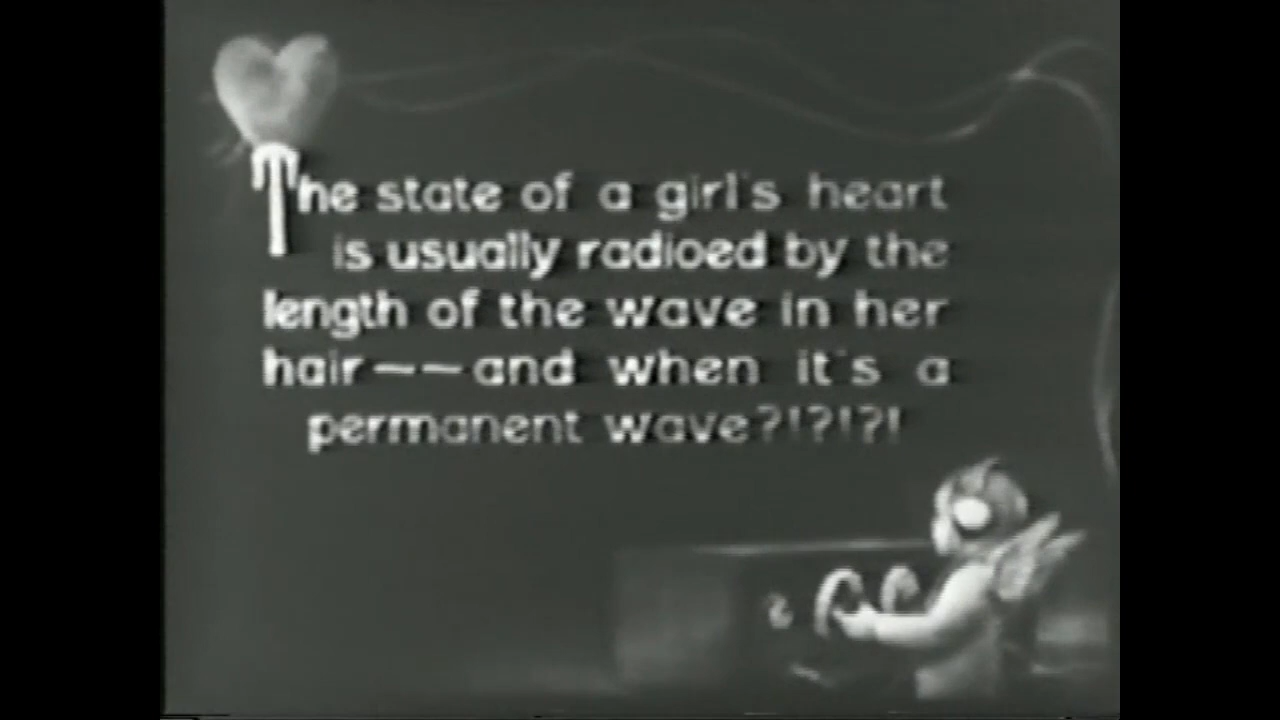 The state of a girl's heart
is usually radioed by the
length of the wave in her
hair——and when it's a
permanent wave?!?!?!